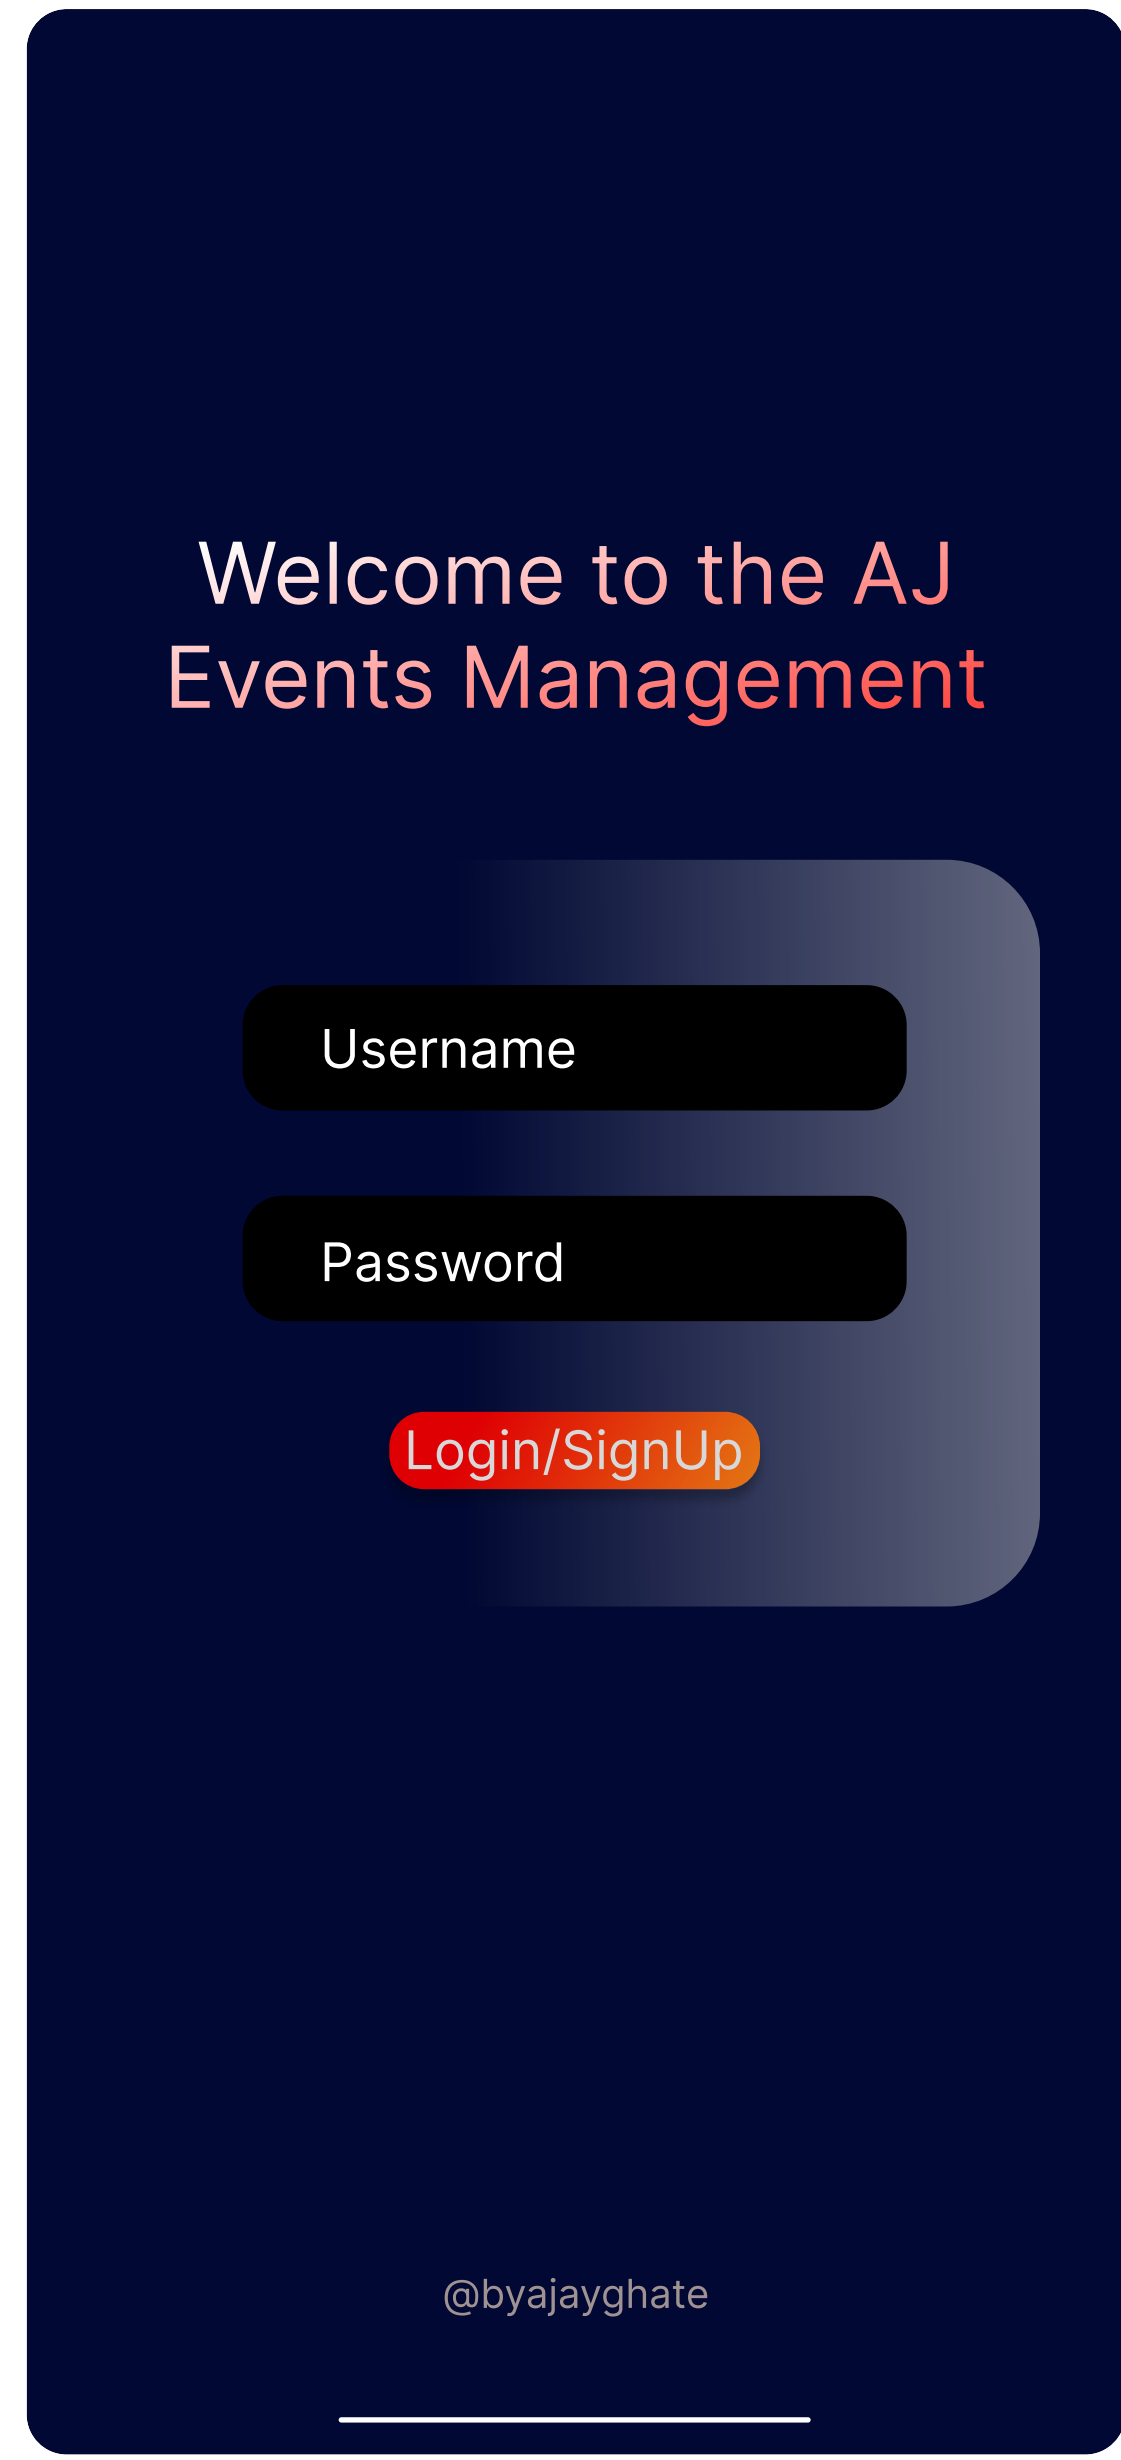 Welcome to the AJ
Events Management
Username
Password
Login/SignUp
@byajayghate